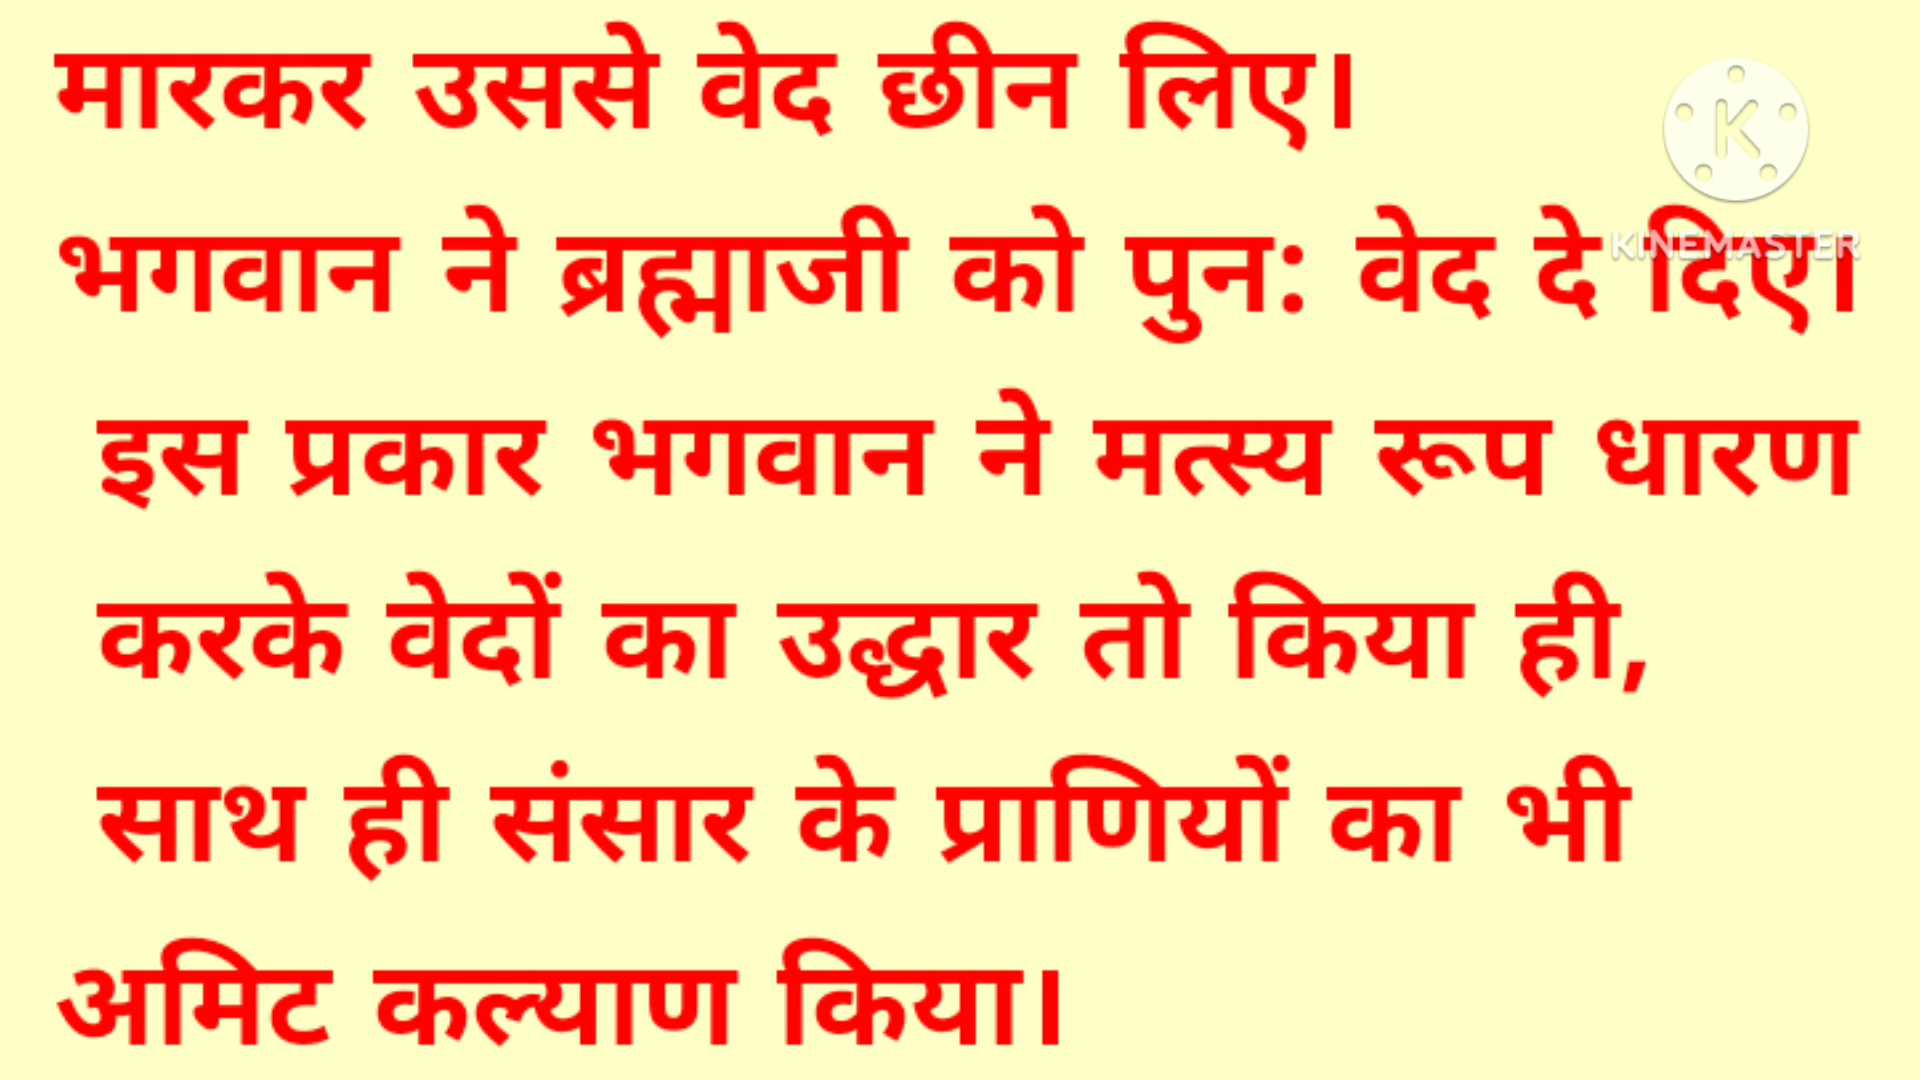 मारकर उससे वेद छीन लिए।
भगवान ने ब्रह्माजी को पुन: वेद दे दिए।
इस प्रकार भगवान ने मत्स्य रूप धारण
करके वेदों का उद्धार तो किया ही,
साथ ही संसार के प्राणियों का भी
अमिट कल्याण किया।
K
KINEMASTER